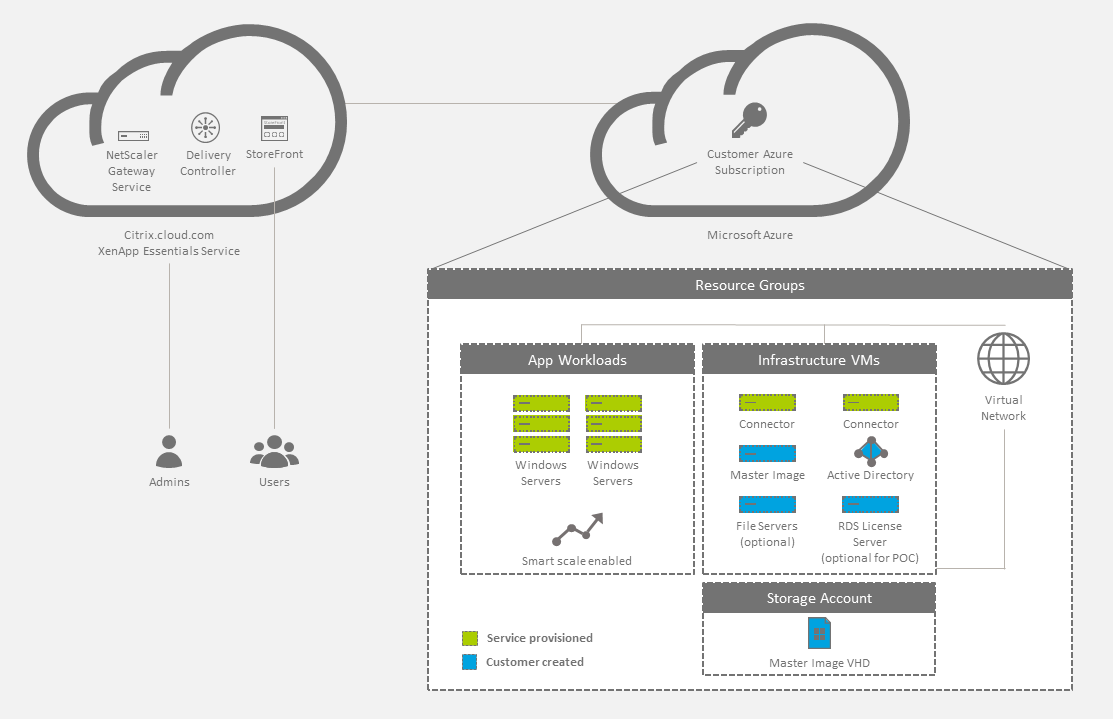 NetScaler
Gateway
Service
Delivery
Controller
StoreFront
StoreFront
Citrix.cloud.com
XenApp Essentials Service
Admins
Users
Customer Azure
Subscription
Microsoft Azure
Resource Groups
App Workloads
Windows
Servers
Windows
Servers
Smart scale enabled
Infrastructure VMs
Connector
Connector
Master Image
Active Directory
File Servers
(optional)
RDS License
Server
(optional for POC)
Virtual
Network
Storage Account
Master Image VHD
Service provisioned
Customer created